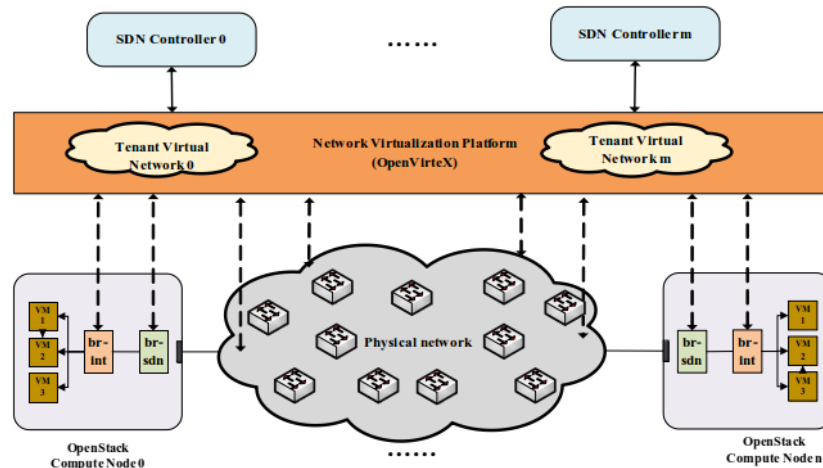 SDN Controller 0
......
SDN Controller m
Tenant Virtual
Network 0
Network Virtualization Platform
(OpenVirteX)
Tenant Virtual
Network m
VM
1
VM
2
VM
3
br-
int
br-
sdn
Physical network
br-
sdn
br-
int
VM
1
VM
2
VM
3
OpenStack
Compute Node 0
......
OpenStack
Compute Node n